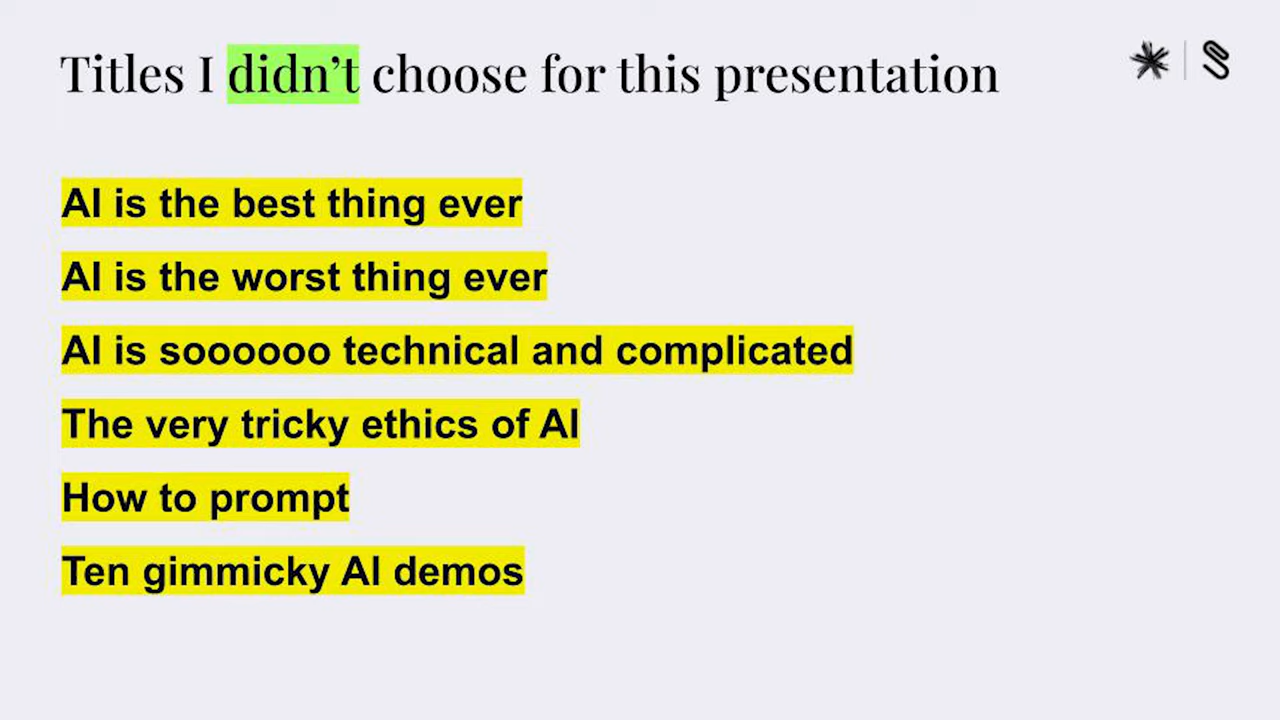 Titles I didn’t choose for this presentation
AI is the best thing ever
AI is the worst thing ever
AI is soooooo technical and complicated
The very tricky ethics of AI
How to prompt
Ten gimmicky AI demos